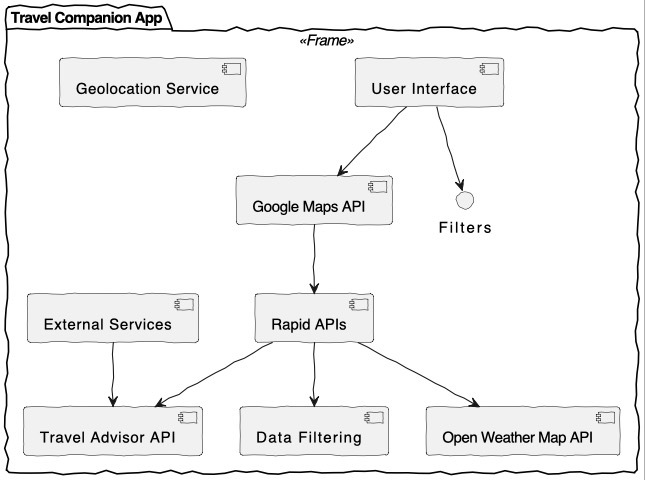 Travel Companion App
«Frame»
Geolocation Service
User Interface
Google Maps API
Filters
External Services
Rapid APIs
Travel Advisor API
Data Filtering
Open Weather Map API